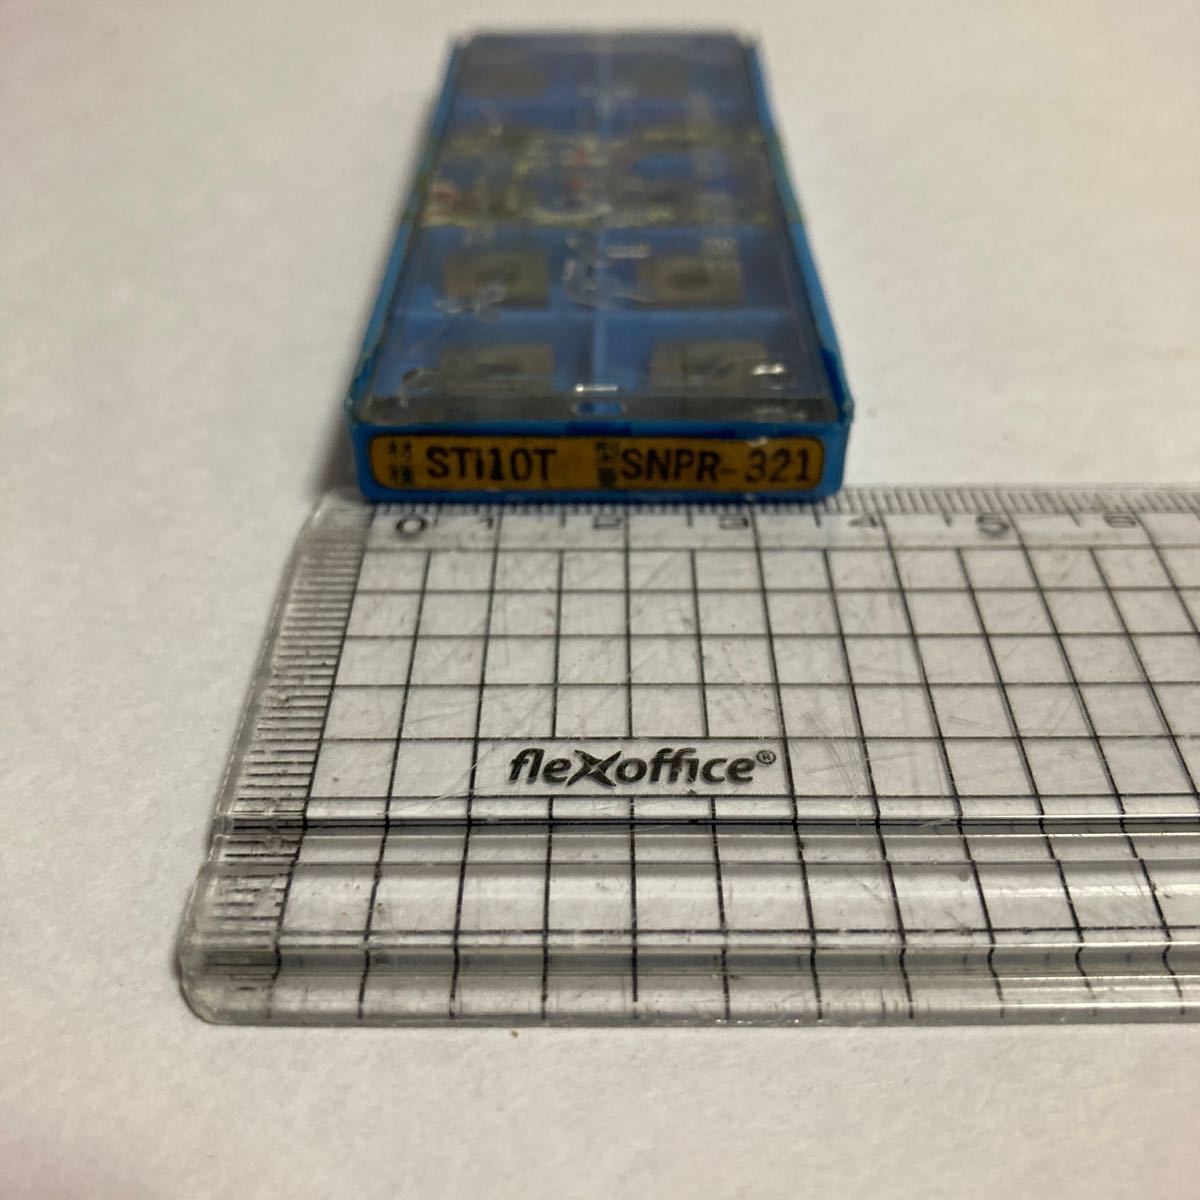 材種 STi10T 型番 SNPR-321
0 1 2 3 4 5 6
fleXoffice®